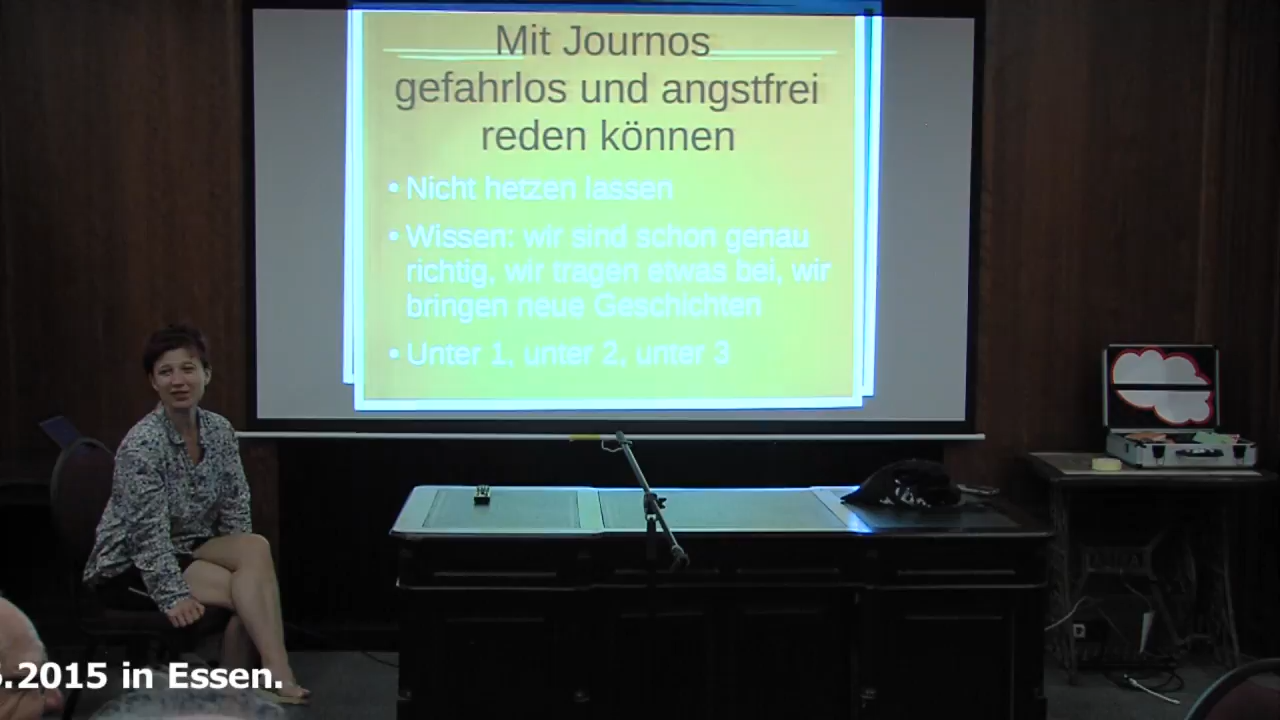 Mit Journos
gefahrlos und angstfrei
reden können
• Nicht hetzen lassen
• Wissen: wir sind schon genau
richtig, wir tragen etwas bei, wir
bringen neue Geschichten
• Unter 1, unter 2, unter 3
.2015 in Essen.